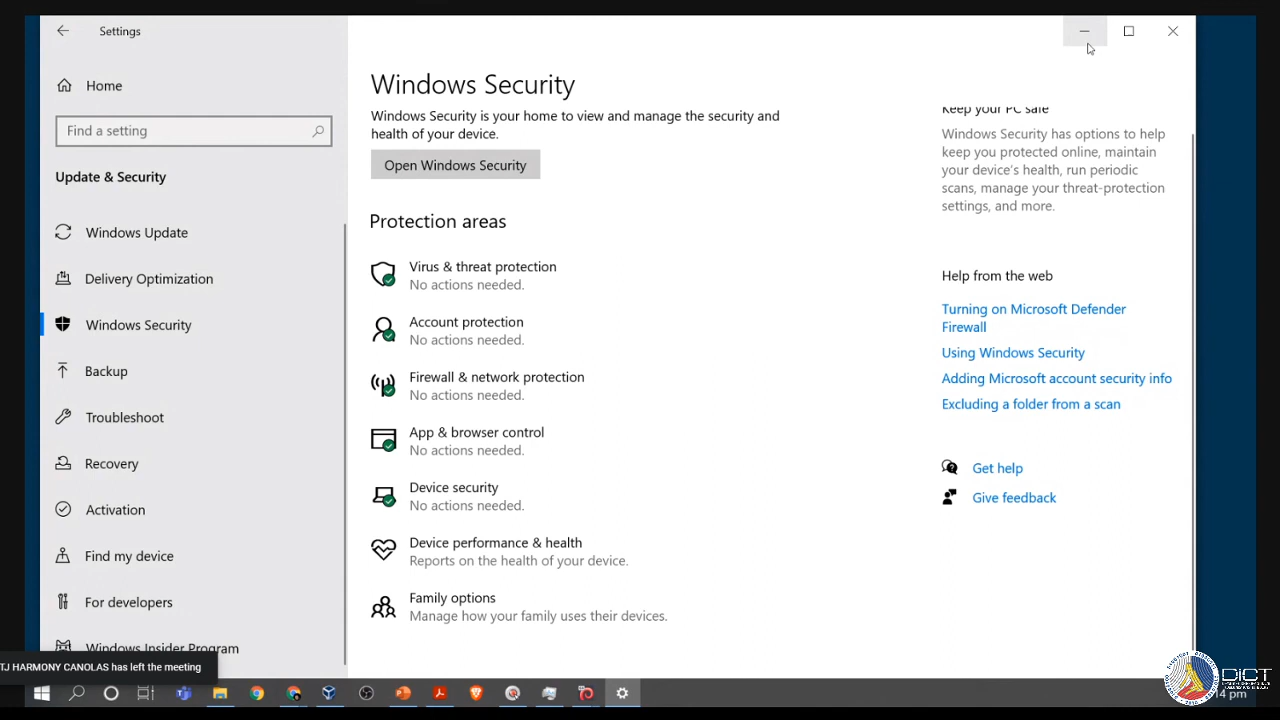 Settings
Home
Find a setting
Update & Security
Windows Update
Delivery Optimization
Windows Security
Backup
Troubleshoot
Recovery
Activation
Find my device
For developers
Windows Insider Program
TJ HARMONY CANOLAS has left the meeting
Windows Security
Windows Security is your home to view and manage the security and
health of your device.
Open Windows Security
Protection areas
Virus & threat protection
No actions needed.
Account protection
No actions needed.
Firewall & network protection
No actions needed.
App & browser control
No actions needed.
Device security
No actions needed.
Device performance & health
Reports on the health of your device.
Family options
Manage how your family uses their devices.
Keep your PC safe
Windows Security has options to help
keep you protected online, maintain
your device's health, run periodic
scans, manage your threat-protection
settings, and more.
Help from the web
Turning on Microsoft Defender
Firewall
Using Windows Security
Adding Microsoft account security info
Excluding a folder from a scan
Get help
Give feedback
DICT
14 pm